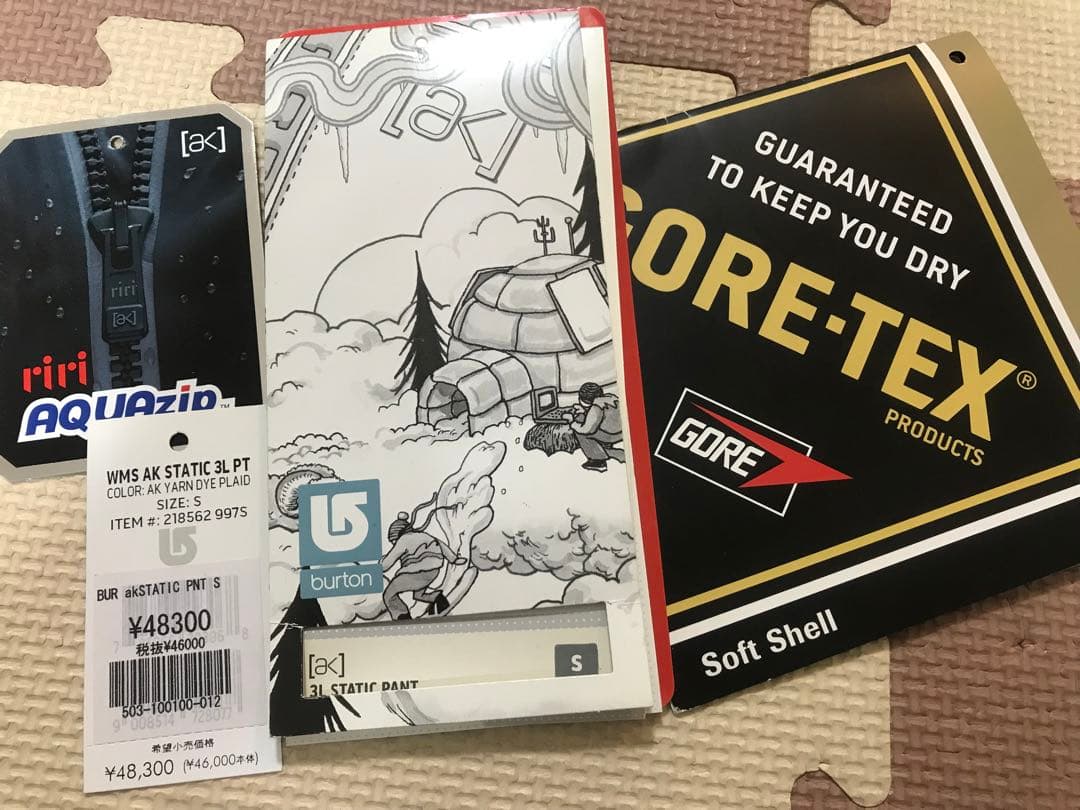 [ak]
riri
[ak]
riri
AQUAzip™
WMS AK STATIC 3L PT
COLOR: AK YARN DYE PLAID
SIZE: S
ITEM #: 218562 997S
BUR akSTATIC PNT S
¥48300
税抜¥46000
503-100100-012
希望小売価格
¥48,300 (¥46,000本体)
[ak]
burton
[ak]
S
3L STATIC PANT
GUARANTEED
TO KEEP YOU DRY
GORE-TEX®
PRODUCTS
GORE
Soft Shell